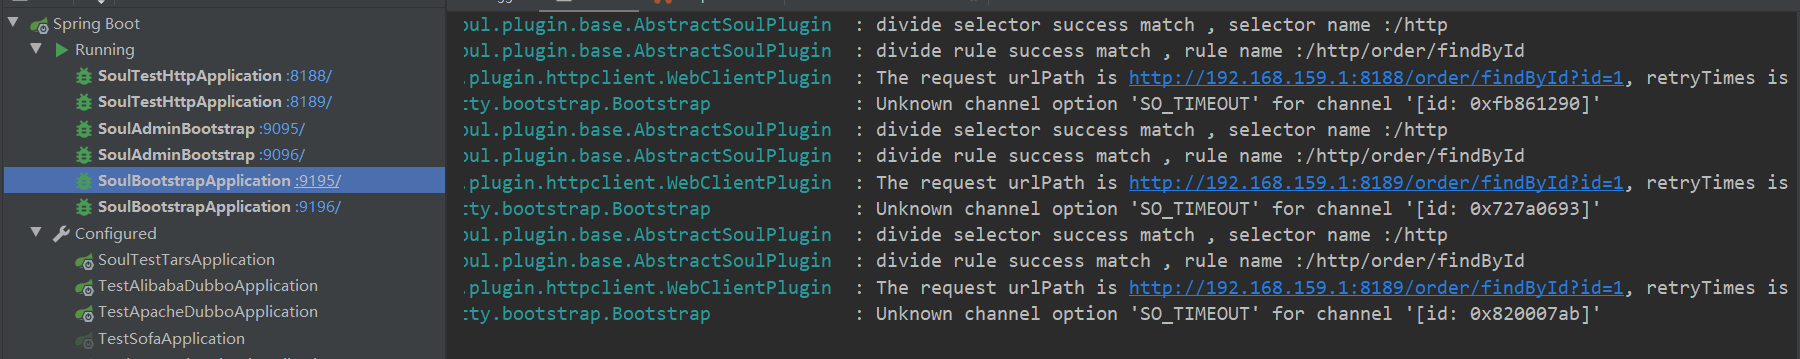 Spring Boot
Running
SoulTestHttpApplication :8188/
SoulTestHttpApplication :8189/
SoulAdminBootstrap :9095/
SoulAdminBootstrap :9096/
SoulBootstrapApplication :9195/
SoulBootstrapApplication :9196/
Configured
SoulTestTarsApplication
TestAlibabaDubboApplication
TestApacheDubboApplication
TestSofaApplication
oul.plugin.base.AbstractSoulPlugin : divide selector success match , selector name :/http
oul.plugin.base.AbstractSoulPlugin : divide rule success match , rule name :/http/order/findById
.plugin.httpclient.WebClientPlugin : The request urlPath is http://192.168.159.1:8188/order/findById?id=1, retryTimes is
tty.bootstrap.Bootstrap : Unknown channel option 'SO_TIMEOUT' for channel '[id: 0xfb861290]'
oul.plugin.base.AbstractSoulPlugin : divide selector success match , selector name :/http
oul.plugin.base.AbstractSoulPlugin : divide rule success match , rule name :/http/order/findById
.plugin.httpclient.WebClientPlugin : The request urlPath is http://192.168.159.1:8189/order/findById?id=1, retryTimes is
tty.bootstrap.Bootstrap : Unknown channel option 'SO_TIMEOUT' for channel '[id: 0x727a0693]'
oul.plugin.base.AbstractSoulPlugin : divide selector success match , selector name :/http
oul.plugin.base.AbstractSoulPlugin : divide rule success match , rule name :/http/order/findById
.plugin.httpclient.WebClientPlugin : The request urlPath is http://192.168.159.1:8189/order/findById?id=1, retryTimes is
tty.bootstrap.Bootstrap : Unknown channel option 'SO_TIMEOUT' for channel '[id: 0x820007ab]'